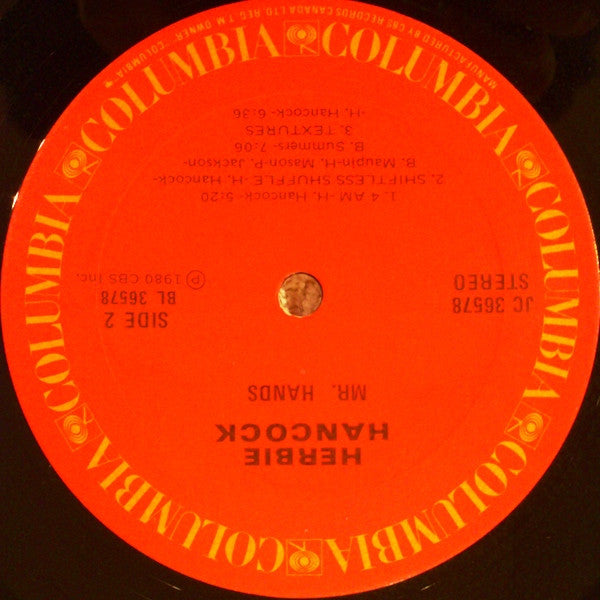 HERBIE
HANCOCK
MR. HANDS
SIDE 2
BL 36578
℗ 1980 CBS Inc.
STEREO
JC 36578
1. 4 AM -H. Hancock- 5:20
2. SHIFTLESS SHUFFLE -H. Hancock-
B. Maupin-H. Mason-P. Jackson-
B. Summers- 7:06
3. TEXTURES
-H. Hancock- 6:36
COLUMBIA COLUMBIA COLUMBIA COLUMBIA COLUMBIA COLUMBIA
MANUFACTURED BY CBS RECORDS CANADA LTD. REG. T.M. OWNER. "COLUMBIA",